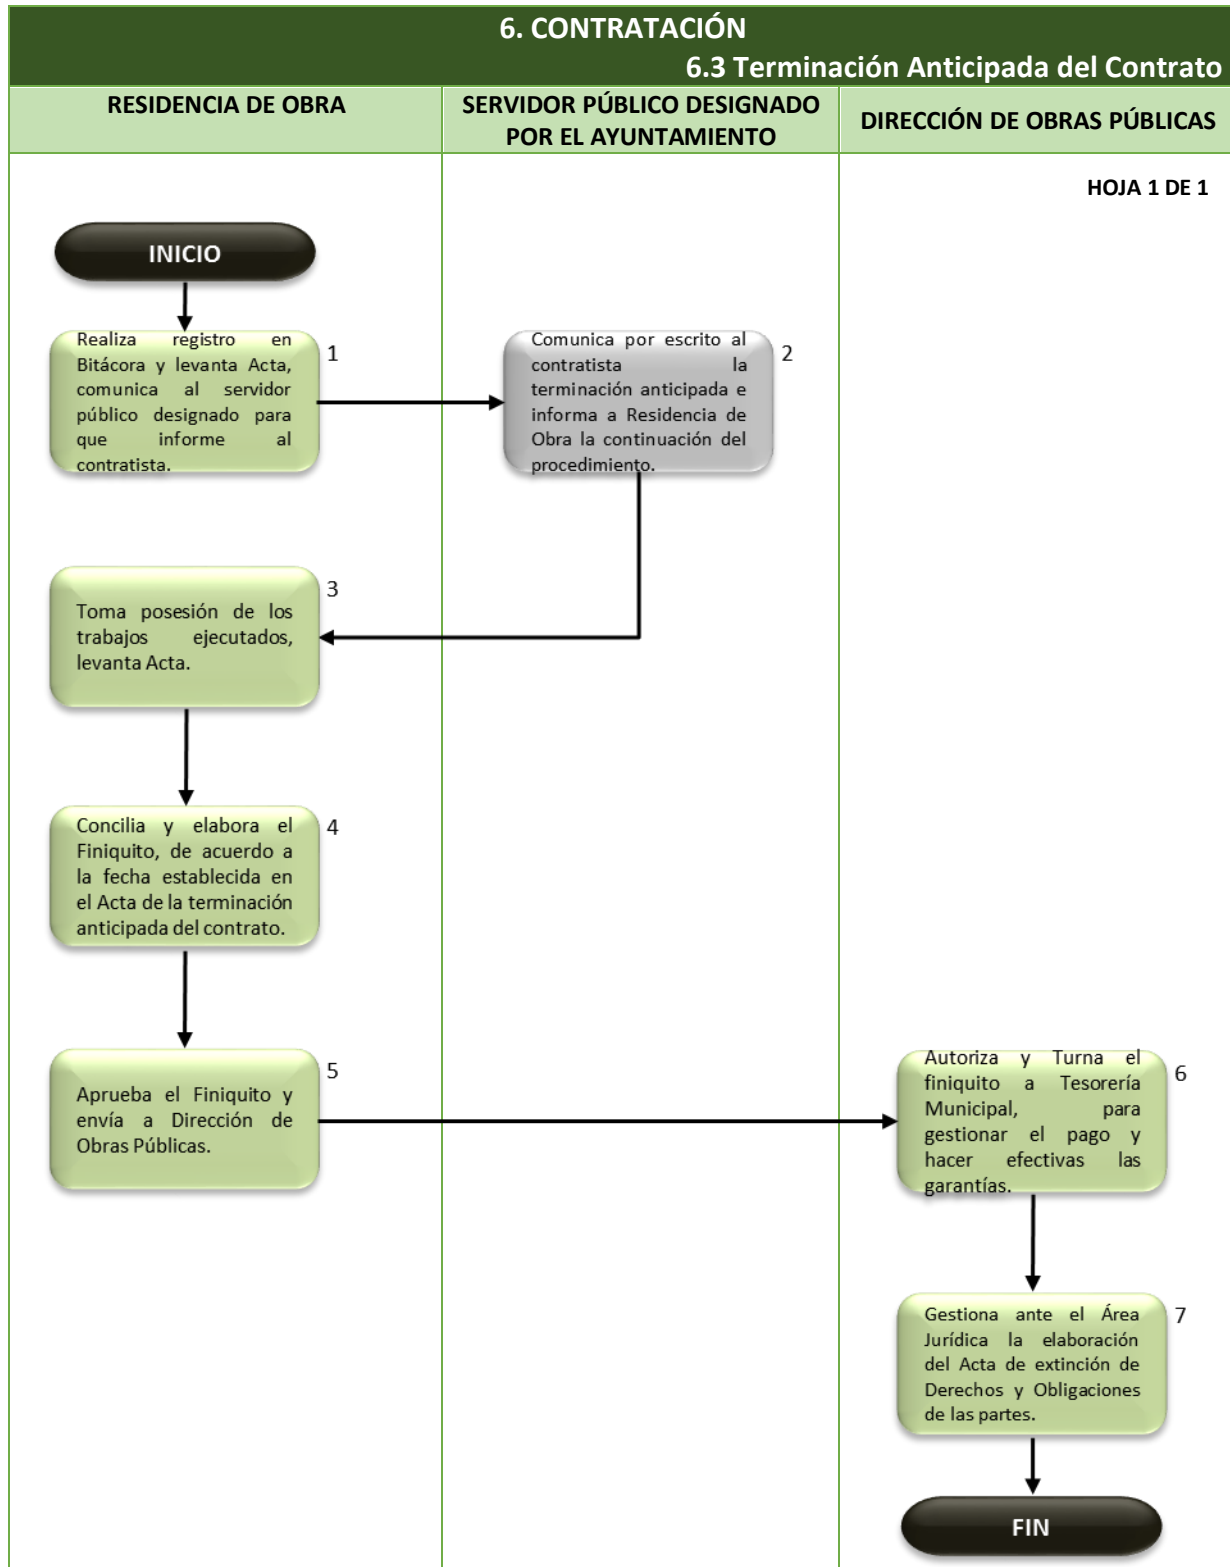 6. CONTRATACIÓN
6.3 Terminación Anticipada del Contrato
RESIDENCIA DE OBRA
SERVIDOR PÚBLICO DESIGNADO
POR EL AYUNTAMIENTO
DIRECCIÓN DE OBRAS PÚBLICAS
HOJA 1 DE 1
INICIO
Realiza registro en
Bitácora y levanta Acta,
comunica al servidor
público designado para
que informe al
contratista.
1
Comunica por escrito al
contratista la
terminación anticipada e
informa a Residencia de
Obra la continuación del
procedimiento.
2
Toma posesión de los
trabajos ejecutados,
levanta Acta.
3
Concilia y elabora el
Finiquito, de acuerdo a
la fecha establecida en
el Acta de la terminación
anticipada del contrato.
4
Aprueba el Finiquito y
envía a Dirección de
Obras Públicas.
5
Autoriza y Turna el
finiquito a Tesorería
Municipal, para
gestionar el pago y
hacer efectivas las
garantías.
6
Gestiona ante el Área
Jurídica la elaboración
del Acta de extinción de
Derechos y Obligaciones
de las partes.
7
FIN